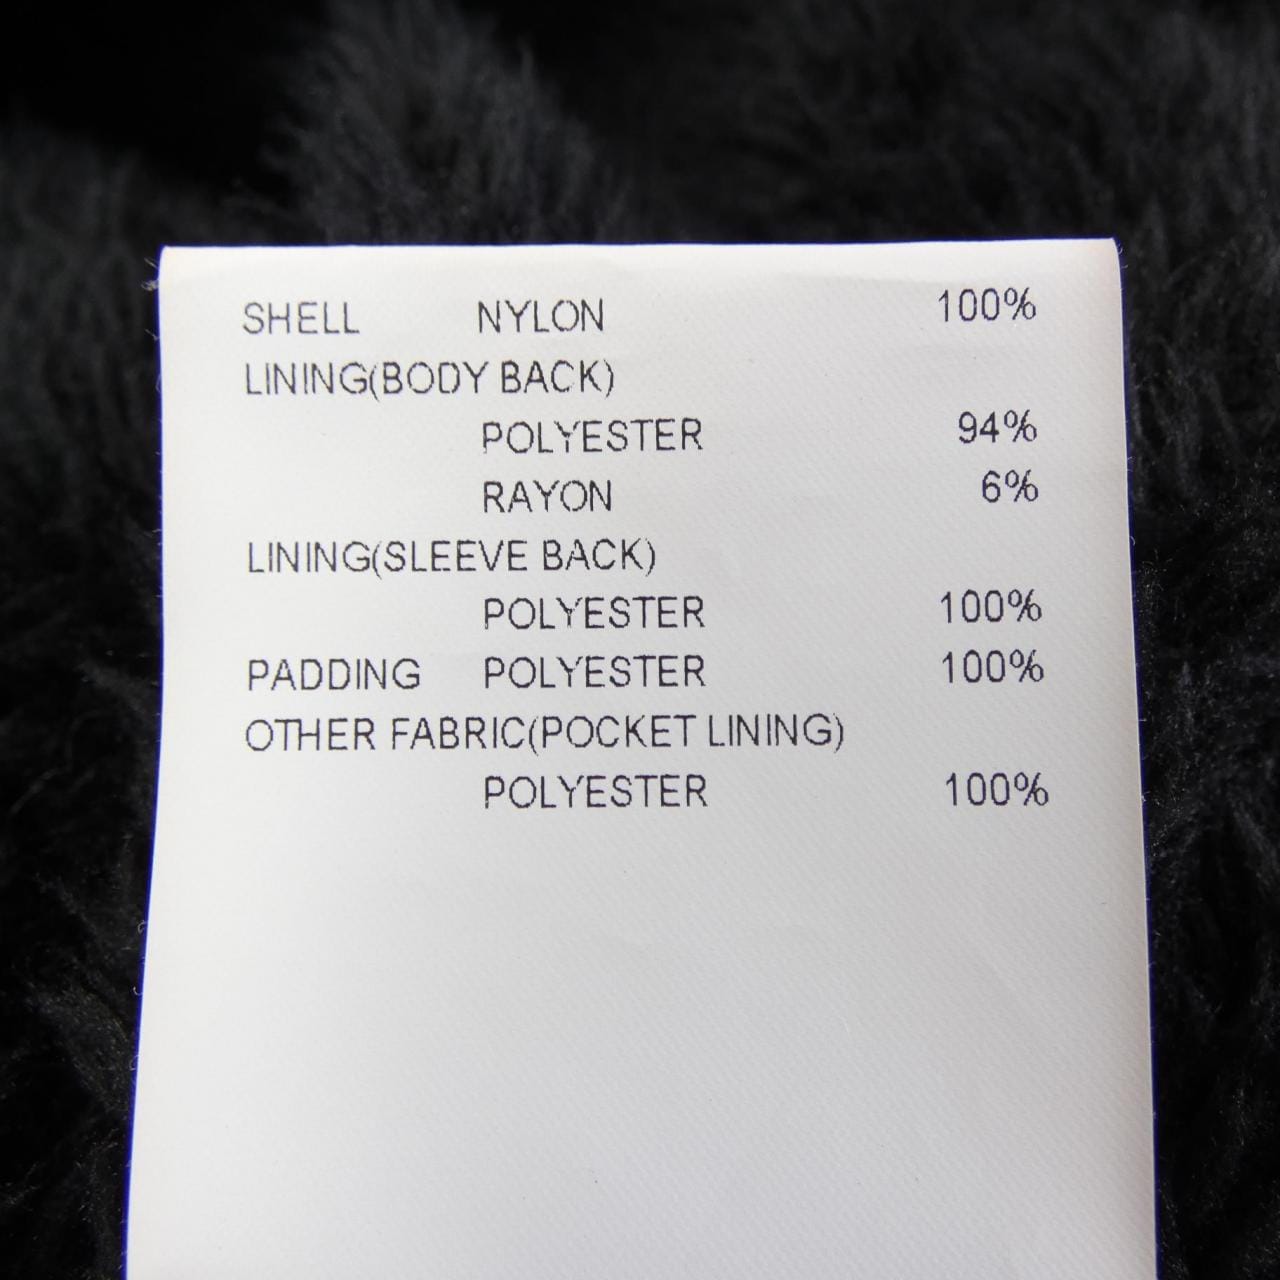 SHELL NYLON 100%
LINING(BODY BACK)
POLYESTER 94%
RAYON 6%
LINING(SLEEVE BACK)
POLYESTER 100%
PADDING POLYESTER 100%
OTHER FABRIC(POCKET LINING)
POLYESTER 100%